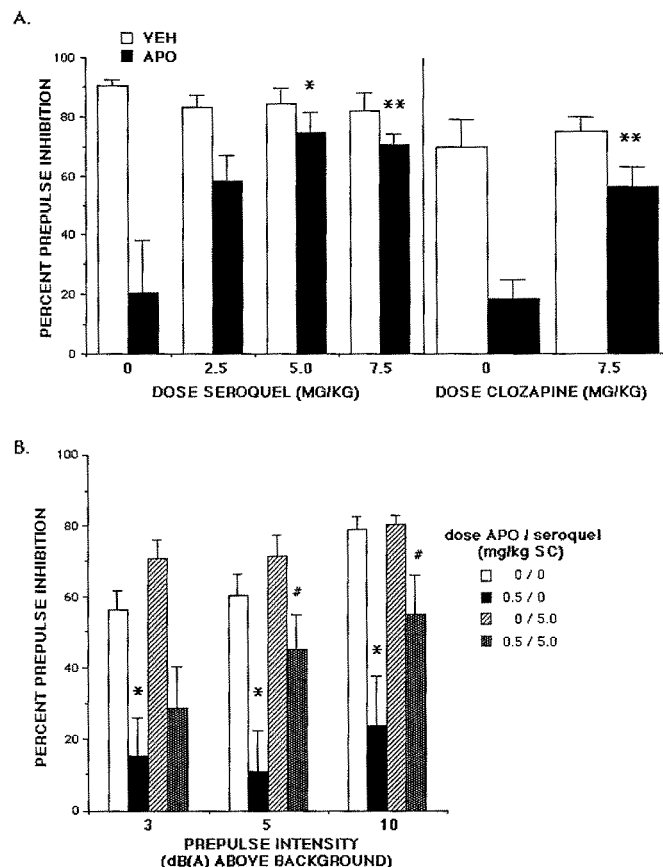 A.
YEH
APO
PERCENT PREPULSE INHIBITION
100
80
60
40
20
0
*
**
**
0 2.5 5.0 7.5 0 7.5
DOSE SEROQUEL (MG/KG) DOSE CLOZAPINE (MG/KG)
B.
PERCENT PREPULSE INHIBITION
100
80
60
40
20
0
*
*
#
*
#
dose APO / seroquel
(mg/kg SC)
0 / 0
0.5 / 0
0 / 5.0
0.5 / 5.0
3 5 10
PREPULSE INTENSITY
(dB(A) ABOVE BACKGROUND)